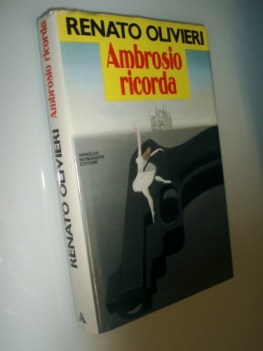 RENATO OLIVIERI
Ambrosio
ricorda
ARNOLDO
MONDADORI
EDITORE
RENATO OLIVIERI Ambrosio ricorda
A